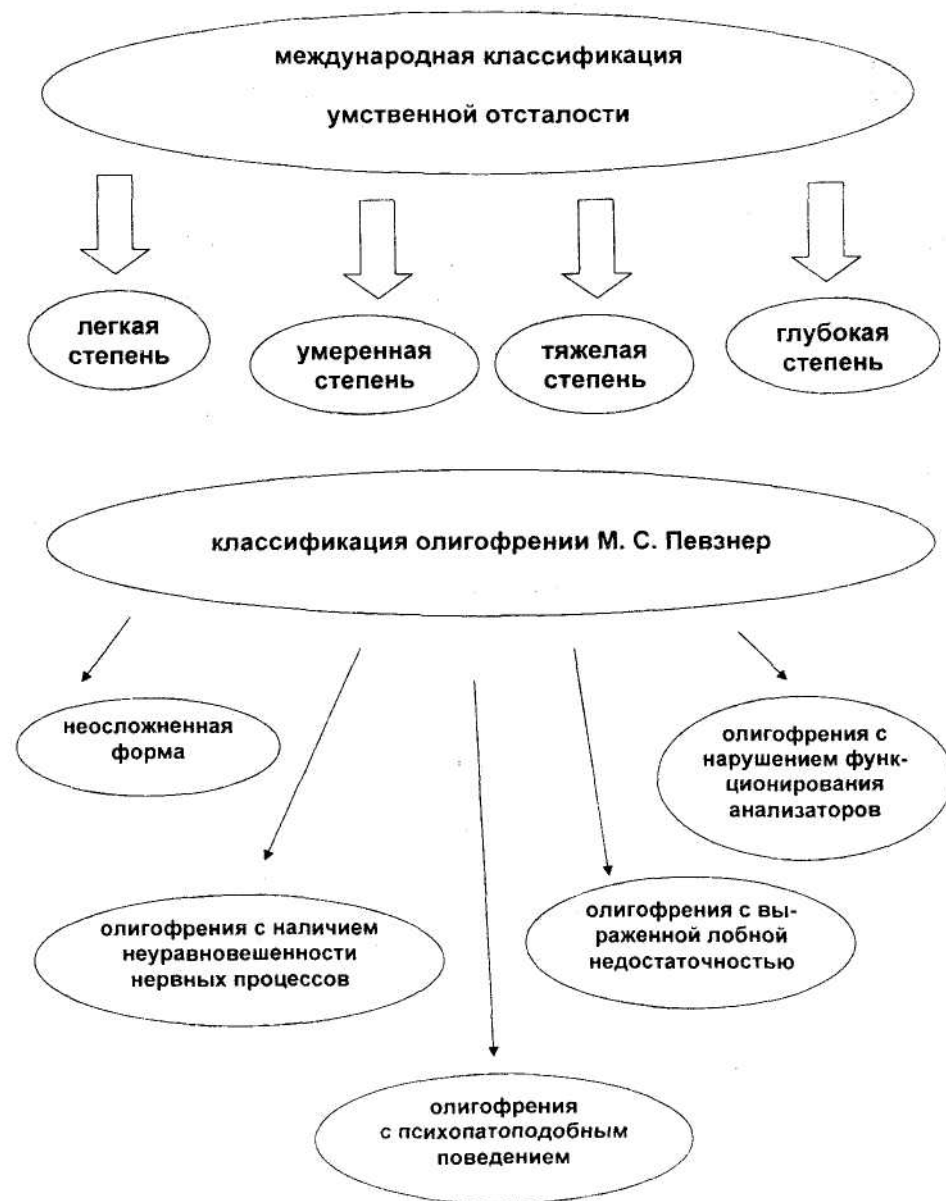 международная классификация
умственной отсталости
легкая
степень
умеренная
степень
тяжелая
степень
глубокая
степень
классификация олигофрении М. С. Певзнер
неосложненная
форма
олигофрения с
нарушением функ-
ционирования
анализаторов
олигофрения с наличием
неуравновешенности
нервных процессов
олигофрения с вы-
раженной лобной
недостаточностью
олигофрения
с психопатоподобным
поведением